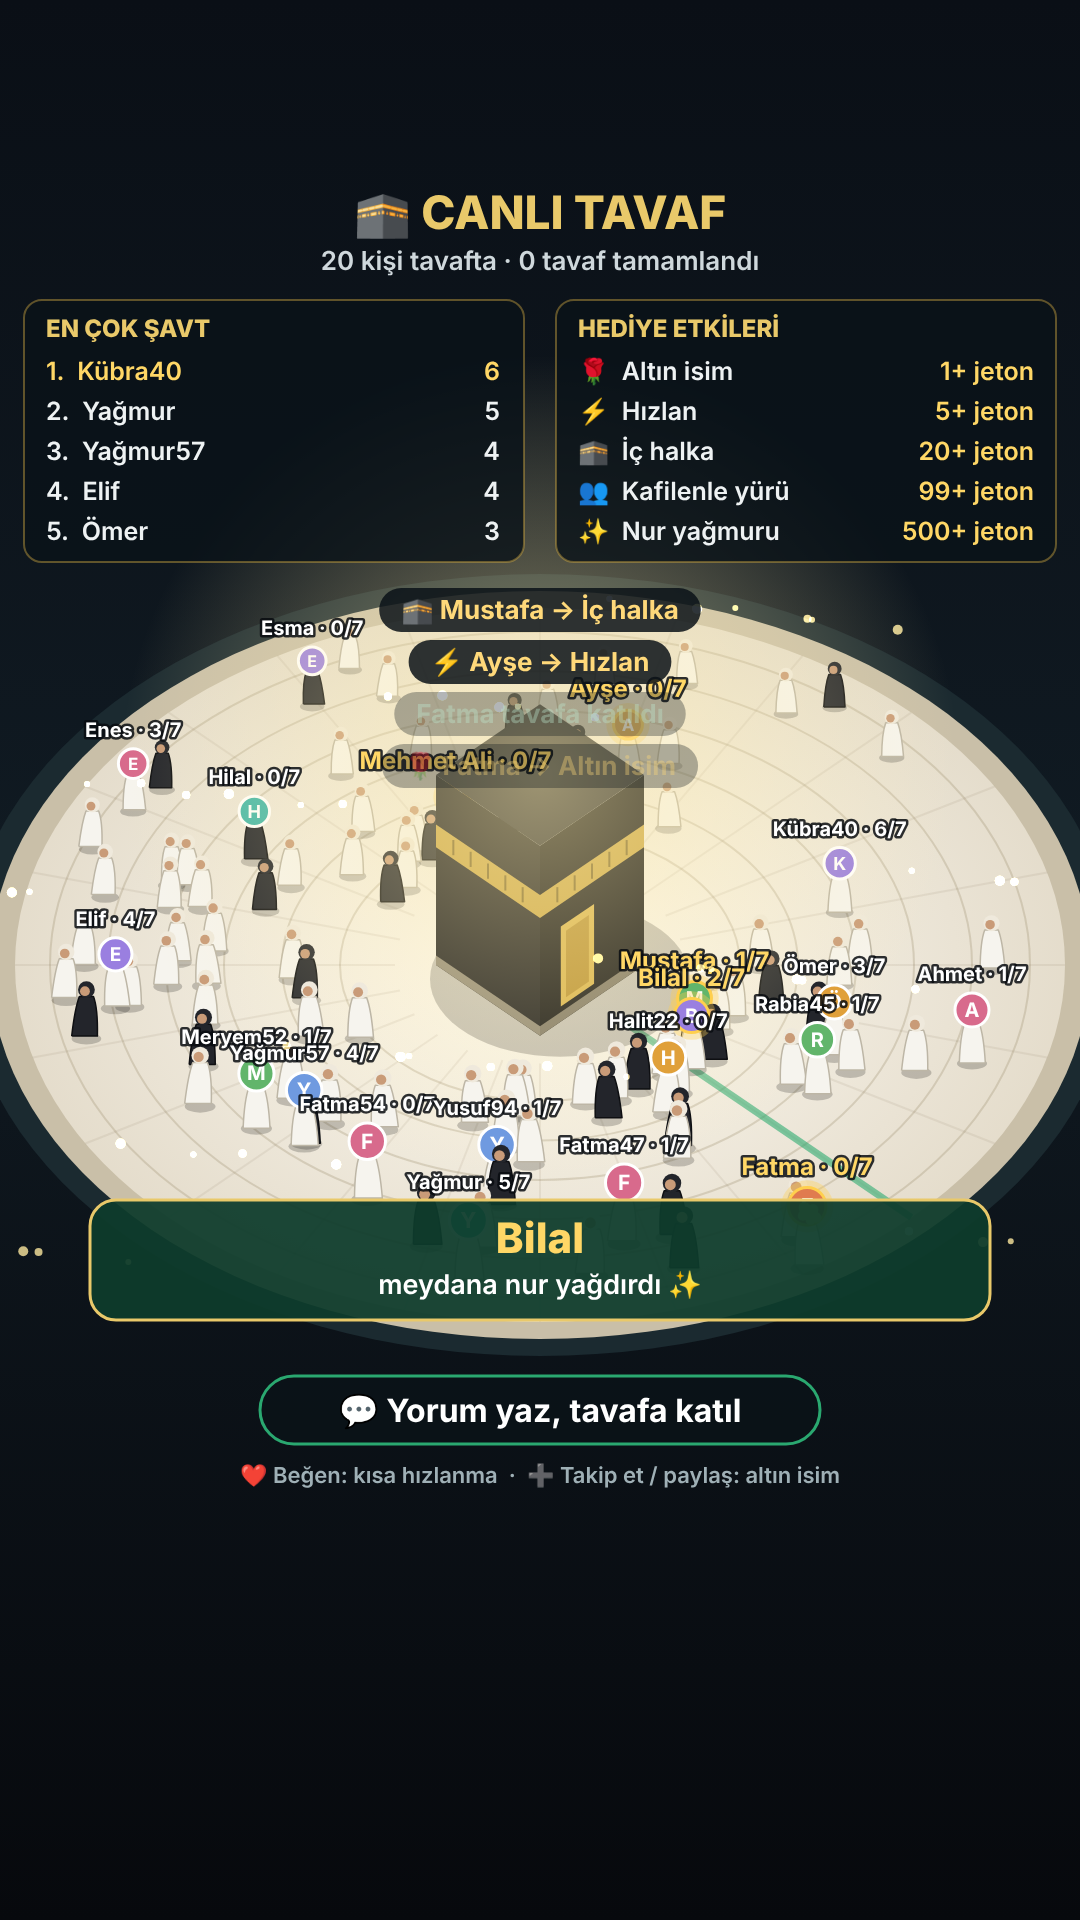 CANLI TAVAF
20 kişi tavafta · 0 tavaf tamamlandı
EN ÇOK ŞAVT
1. Kübra40 6
2. Yağmur 5
3. Yağmur57 4
4. Elif 4
5. Ömer 3
HEDİYE ETKİLERİ
Altın isim 1+ jeton
Hızlan 5+ jeton
İç halka 20+ jeton
Kafilenle yürü 99+ jeton
Nur yağmuru 500+ jeton
Mustafa → İç halka
Esma · 0/7
E
Ayşe → Hızlan
Ayşe · 0/7
A
Fatma tavafa katıldı
Enes · 3/7
E
Mehmet Ali · 0/7
Fatma → Altın isim
Hilal · 0/7
H
Kübra40 · 6/7
K
Elif · 4/7
E
Mustafa · 1/7
M
Bilal · 2/7
B
Ömer · 3/7
Ö
Ahmet · 1/7
A
Rabia45 · 1/7
R
Halit22 · 0/7
H
Meryem52 · 1/7
M
Yağmur57 · 4/7
Y
Fatma54 · 0/7
F
Yusuf94 · 1/7
Y
Fatma47 · 1/7
F
Fatma · 0/7
Yağmur · 5/7
Y
Bilal
meydana nur yağdırdı
Yorum yaz, tavafa katıl
Beğen: kısa hızlanma · Takip et / paylaş: altın isim